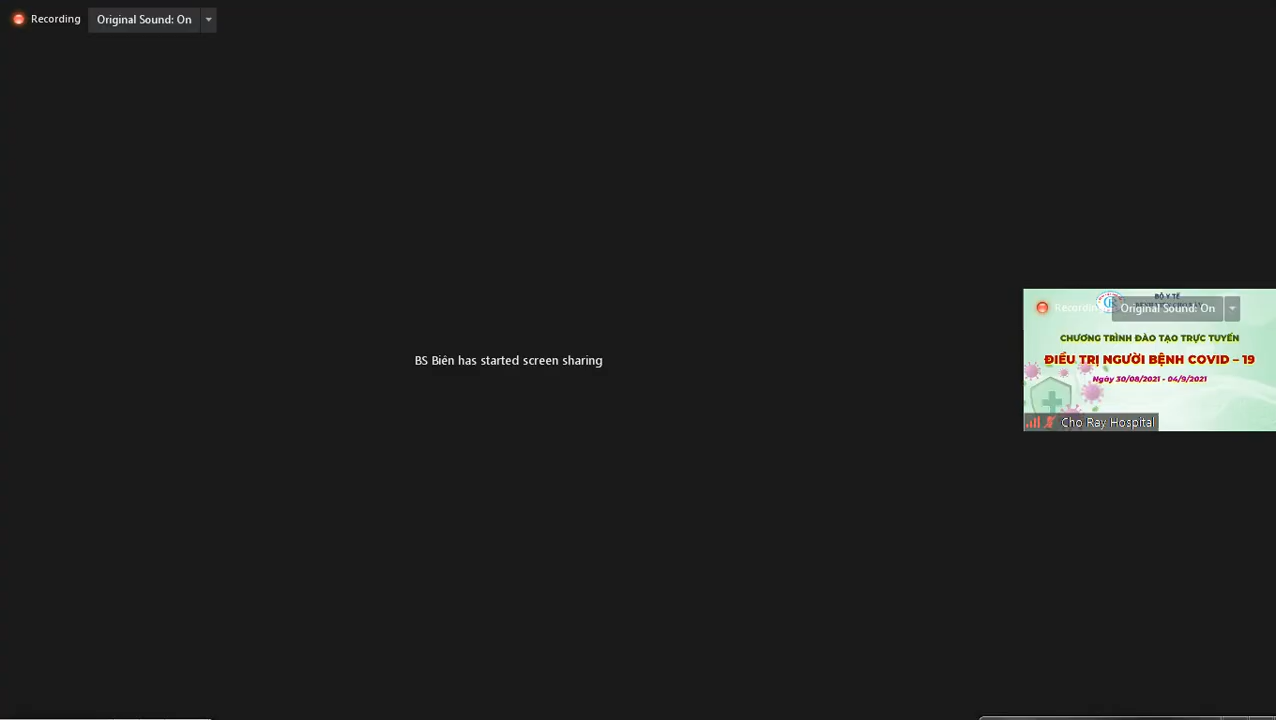 Recording Original Sound: On
BS Biên has started screen sharing
BỘ Y TẾ
Recording Original Sound: On
CHƯƠNG TRÌNH ĐÀO TẠO TRỰC TUYẾN
ĐIỀU TRỊ NGƯỜI BỆNH COVID – 19
Ngày 30/08/2021 - 04/9/2021
Cho Ray Hospital